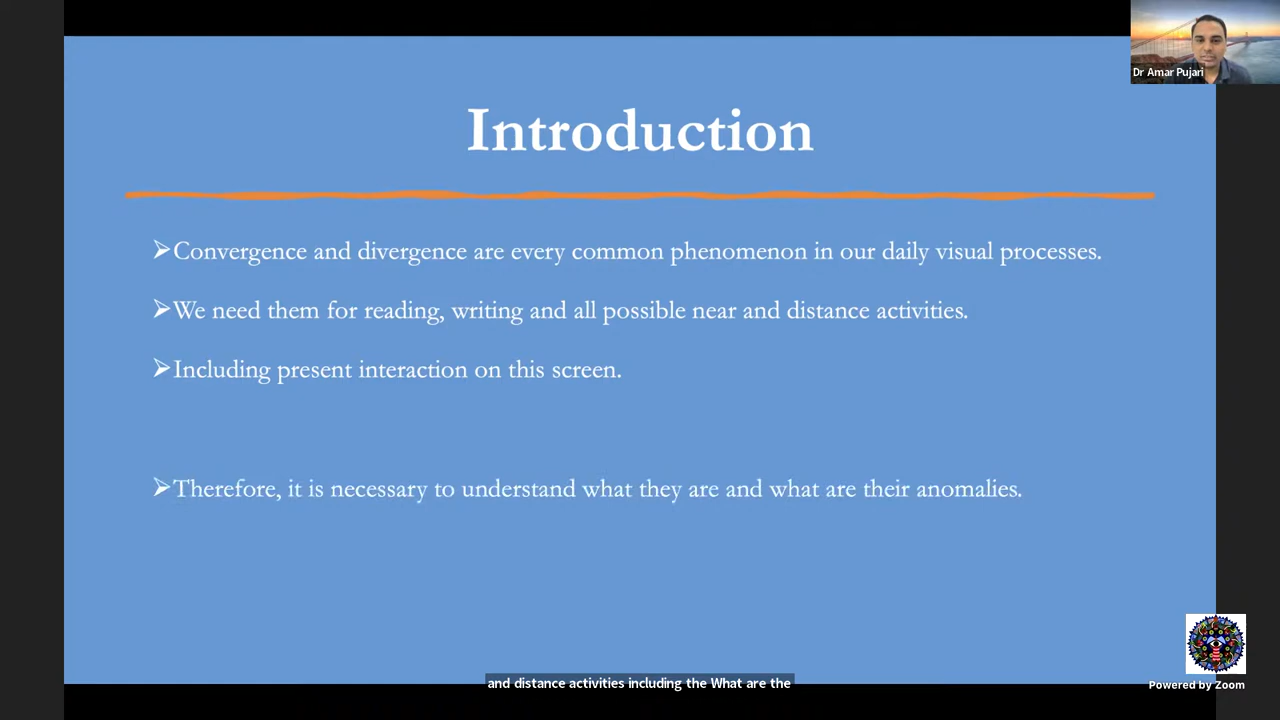 Dr Amar Pujari
Introduction
➢Convergence and divergence are every common phenomenon in our daily visual processes.
➢We need them for reading, writing and all possible near and distance activities.
➢Including present interaction on this screen.
➢Therefore, it is necessary to understand what they are and what are their anomalies.
and distance activities including the What are the
Powered by Zoom